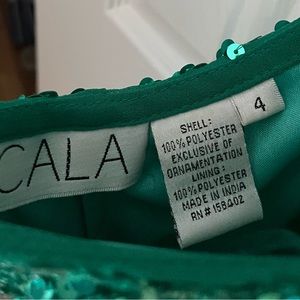 CALA
SHELL:
100% POLYESTER
EXCLUSIVE OF
ORNAMENTATION
LINING:
100% POLYESTER
MADE IN INDIA
RN# 158402
4